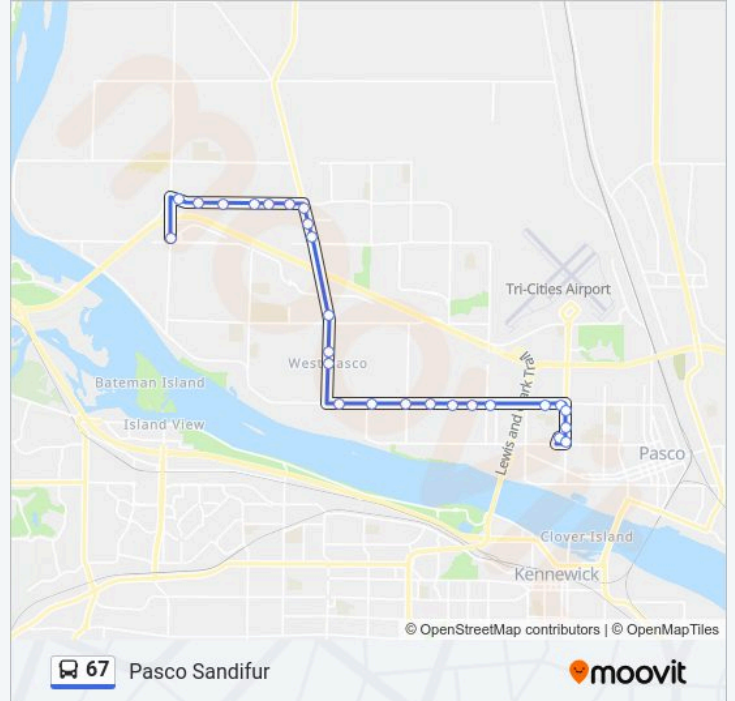 Tri-Cities Airport
West Pasco
Bateman Island
Island View
Lewis and Clark Trail
Pasco
Clover Island
Kennewick
© OpenStreetMap contributors | © OpenMapTiles
67 Pasco Sandifur
moovit